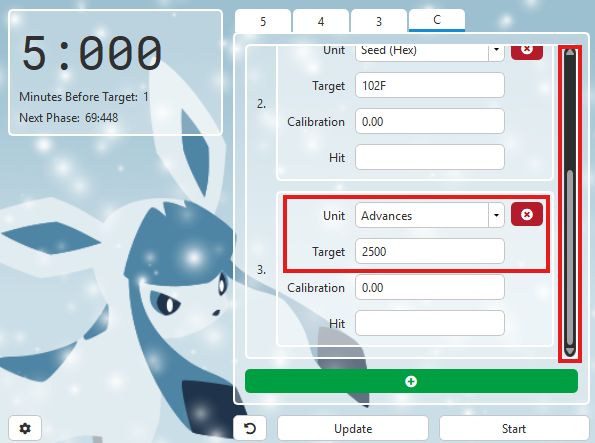 5 4 3 C
5:000
Minutes Before Target: 1
Next Phase: 69:448
2.
Unit Seed (Hex)
Target 102F
Calibration 0.00
Hit
3.
Unit Advances
Target 2500
Calibration 0.00
Hit
Update Start